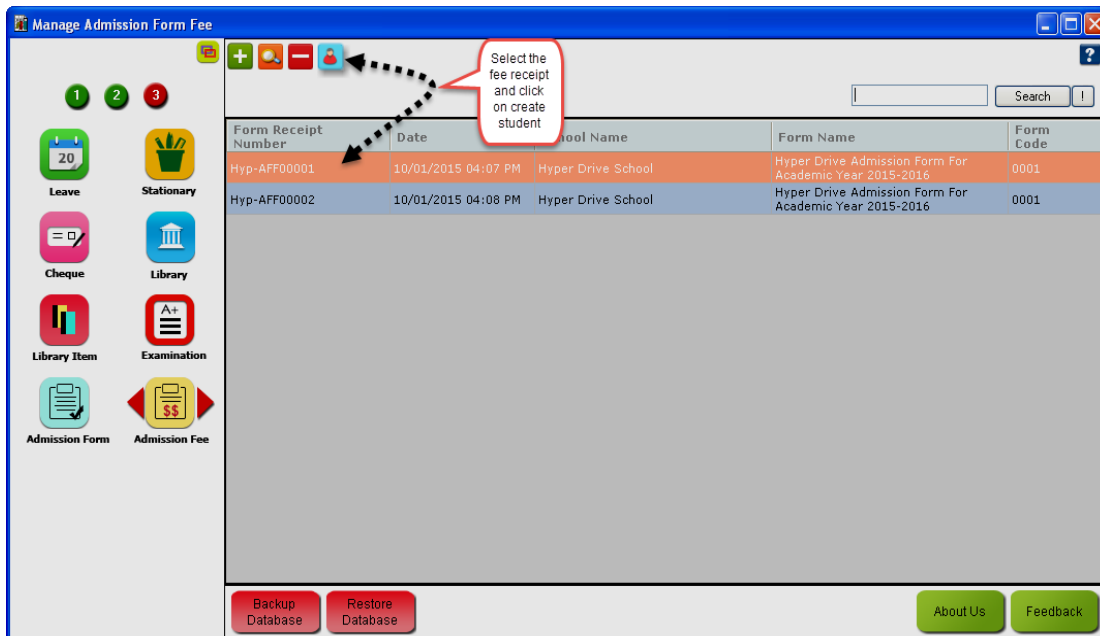 Manage Admission Form Fee
?
Select the
fee receipt
and click
on create
student
Search
!
1 2 3
20
Leave
Stationary
Cheque
Library
A+
Library Item
Examination
$$
Admission Form
Admission Fee
Form Receipt
Number
Date
ool Name
Form Name
Form
Code
Hyp-AFF00001
10/01/2015 04:07 PM
Hyper Drive School
Hyper Drive Admission Form For
Academic Year 2015-2016
0001
Hyp-AFF00002
10/01/2015 04:08 PM
Hyper Drive School
Hyper Drive Admission Form For
Academic Year 2015-2016
0001
Backup
Database
Restore
Database
About Us
Feedback